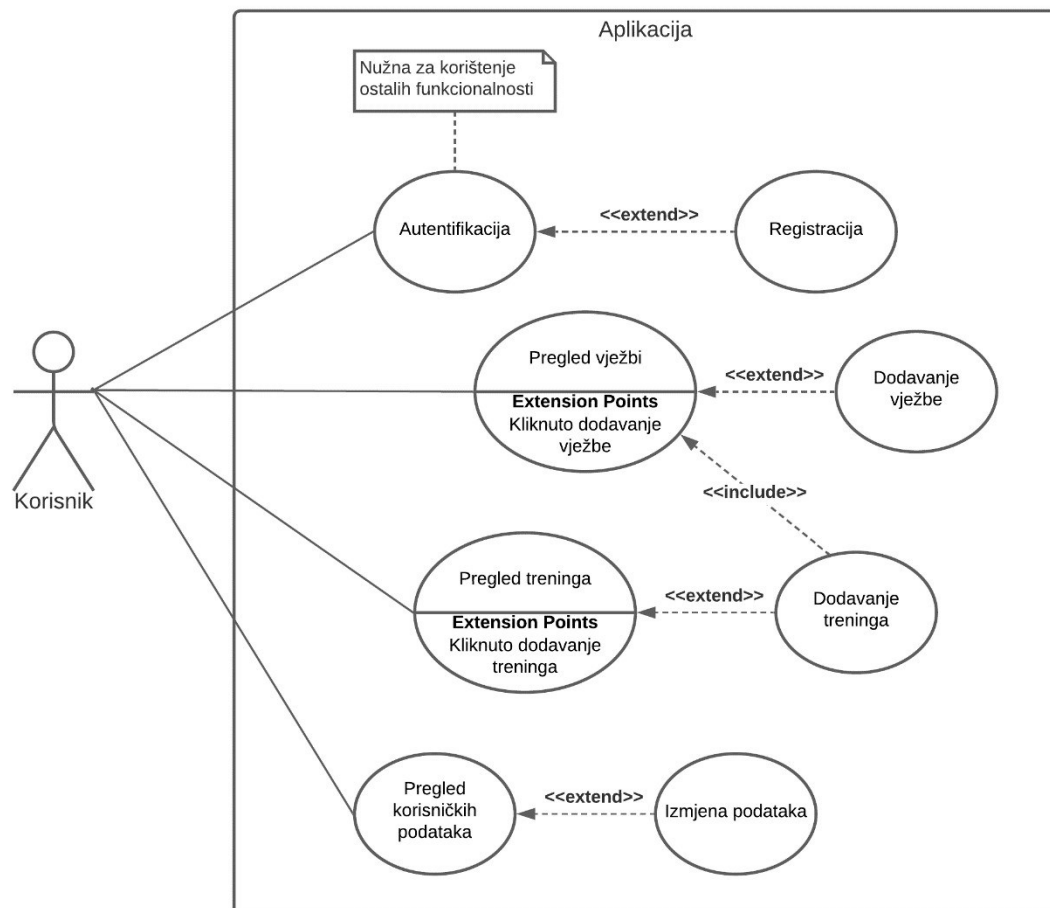 Aplikacija
Nužna za korištenje
ostalih funkcionalnosti
Autentifikacija
<<extend>>
Registracija
Pregled vježbi
Extension Points
Kliknuto dodavanje
vježbe
<<extend>>
Dodavanje
vježbe
Korisnik
<<include>>
Pregled treninga
Extension Points
Kliknuto dodavanje
treninga
<<extend>>
Dodavanje
treninga
Pregled
korisničkih
podataka
<<extend>>
Izmjena podataka